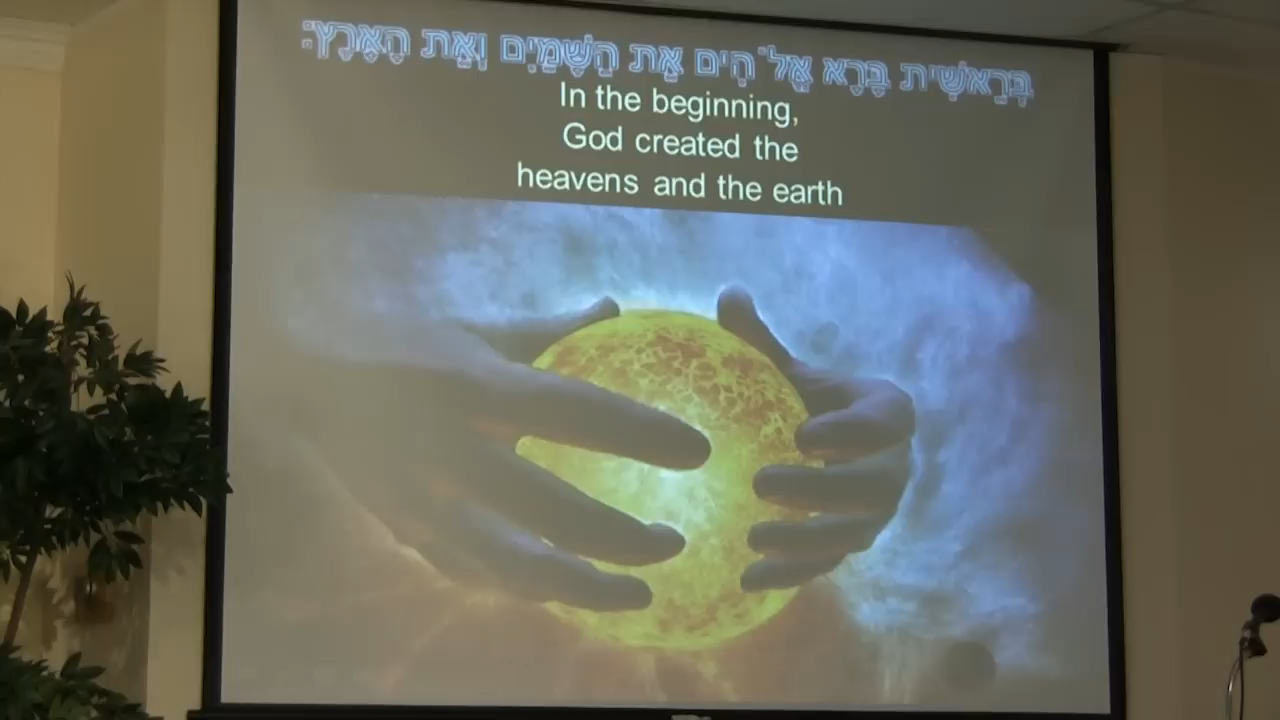 בְּרֵאשִׁית בָּרָא אֱלֹהִים אֵת הַשָּׁמַיִם וְאֵת הָאָרֶץ׃
In the beginning,
God created the
heavens and the earth